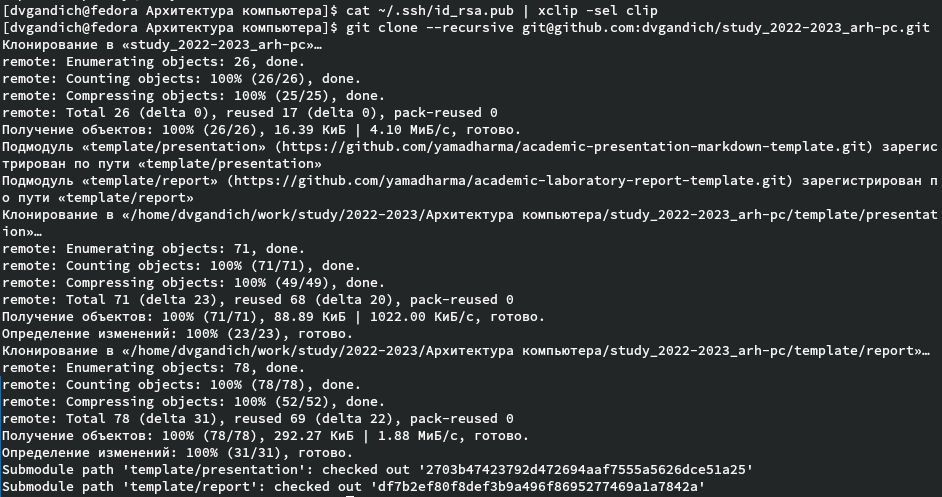 [dvgandich@fedora Архитектура компьютера]$ cat ~/.ssh/id_rsa.pub | xclip -sel clip
[dvgandich@fedora Архитектура компьютера]$ git clone --recursive git@github.com:dvgandich/study_2022-2023_arh-pc.git
Клонирование в «study_2022-2023_arh-pc»…
remote: Enumerating objects: 26, done.
remote: Counting objects: 100% (26/26), done.
remote: Compressing objects: 100% (25/25), done.
remote: Total 26 (delta 0), reused 17 (delta 0), pack-reused 0
Получение объектов: 100% (26/26), 16.39 КиБ | 4.10 МиБ/с, готово.
Подмодуль «template/presentation» (https://github.com/yamadharma/academic-presentation-markdown-template.git) зарегис
трирован по пути «template/presentation»
Подмодуль «template/report» (https://github.com/yamadharma/academic-laboratory-report-template.git) зарегистрирован п
о пути «template/report»
Клонирование в «/home/dvgandich/work/study/2022-2023/Архитектура компьютера/study_2022-2023_arh-pc/template/presentat
ion»…
remote: Enumerating objects: 71, done.
remote: Counting objects: 100% (71/71), done.
remote: Compressing objects: 100% (49/49), done.
remote: Total 71 (delta 23), reused 68 (delta 20), pack-reused 0
Получение объектов: 100% (71/71), 88.89 КиБ | 1022.00 КиБ/с, готово.
Определение изменений: 100% (23/23), готово.
Клонирование в «/home/dvgandich/work/study/2022-2023/Архитектура компьютера/study_2022-2023_arh-pc/template/report»…
remote: Enumerating objects: 78, done.
remote: Counting objects: 100% (78/78), done.
remote: Compressing objects: 100% (52/52), done.
remote: Total 78 (delta 31), reused 69 (delta 22), pack-reused 0
Получение объектов: 100% (78/78), 292.27 КиБ | 1.88 МиБ/с, готово.
Определение изменений: 100% (31/31), готово.
Submodule path 'template/presentation': checked out '2703b47423792d472694aaf7555a5626dce51a25'
Submodule path 'template/report': checked out 'df7b2ef80f8def3b9a496f8695277469a1a7842a'